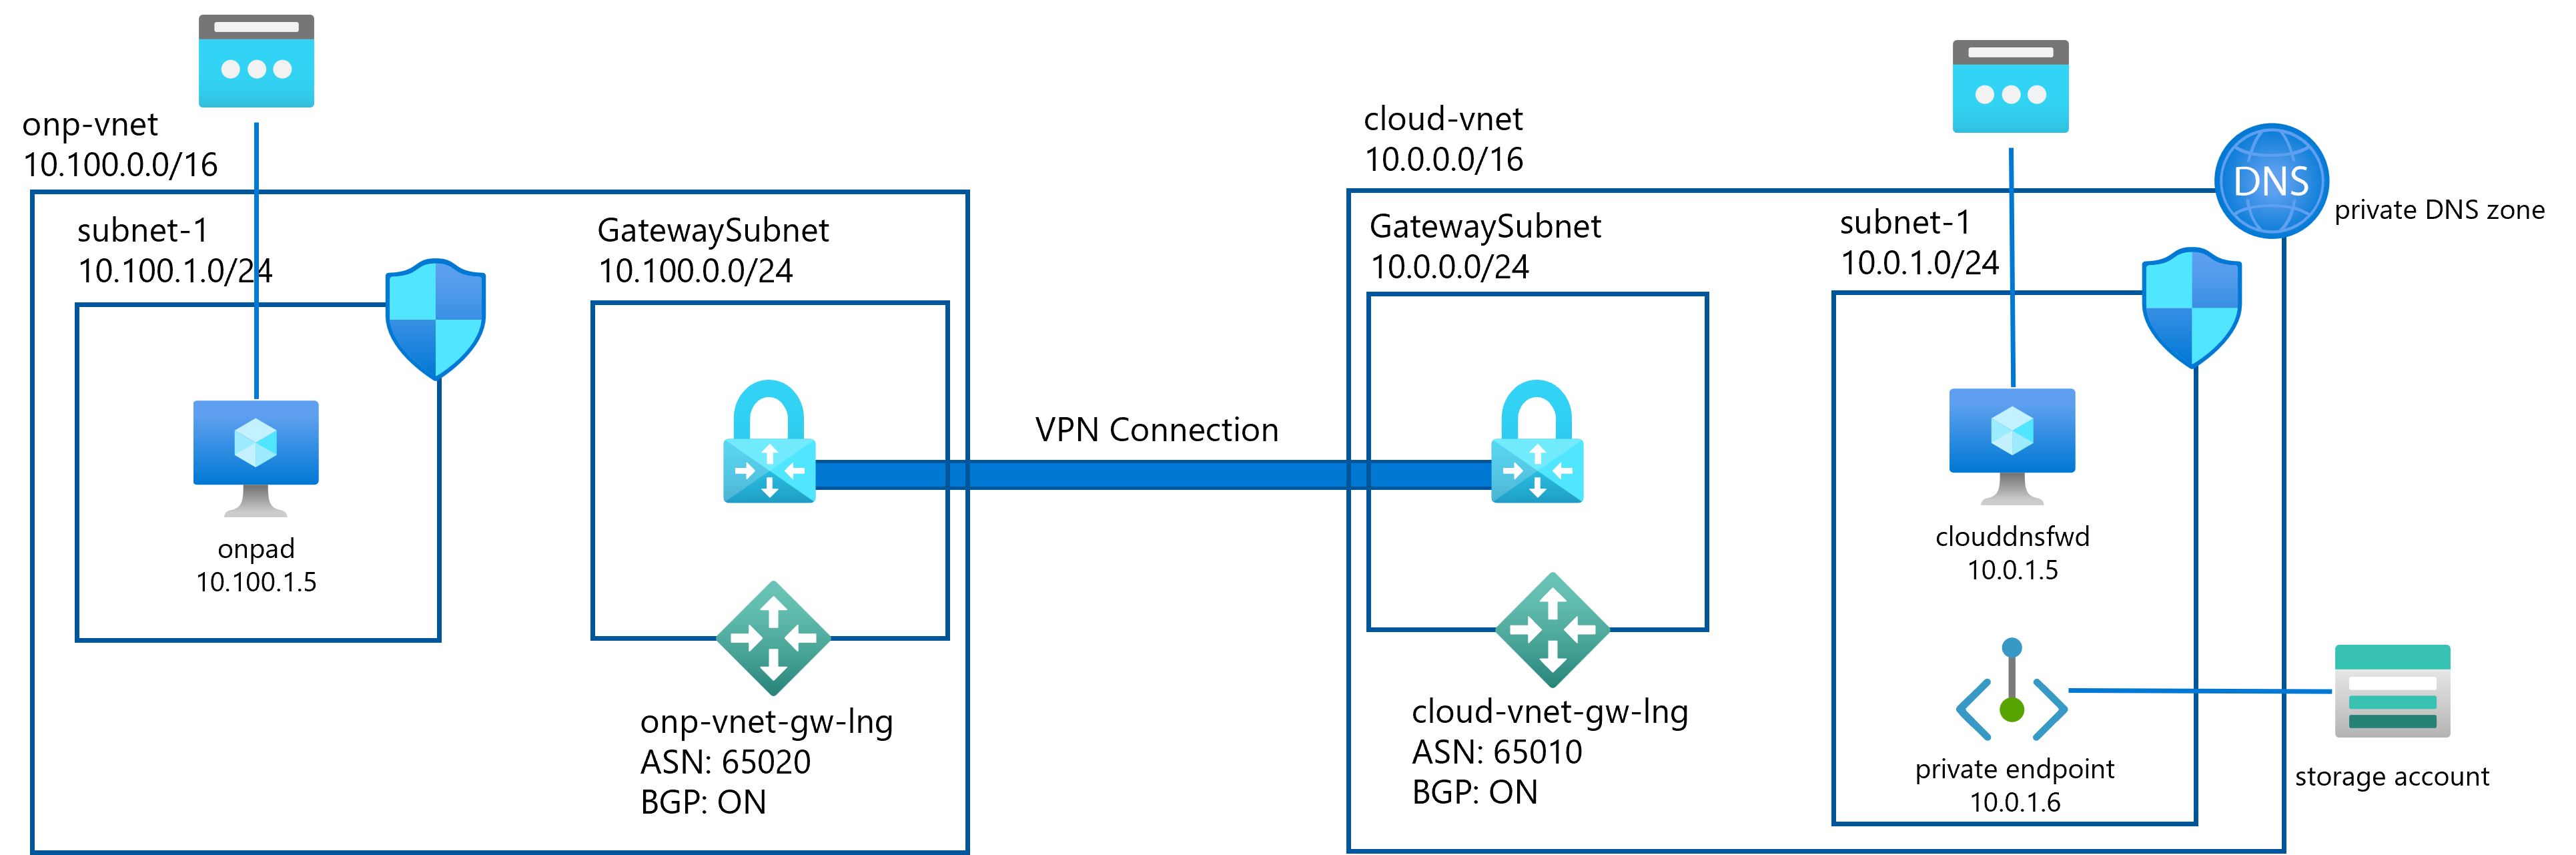 onp-vnet
10.100.0.0/16
subnet-1
10.100.1.0/24
GatewaySubnet
10.100.0.0/24
onpad
10.100.1.5
onp-vnet-gw-lng
ASN: 65020
BGP: ON
VPN Connection
cloud-vnet
10.0.0.0/16
GatewaySubnet
10.0.0.0/24
cloud-vnet-gw-lng
ASN: 65010
BGP: ON
subnet-1
10.0.1.0/24
DNS
private DNS zone
clouddnsfwd
10.0.1.5
private endpoint
10.0.1.6
storage account